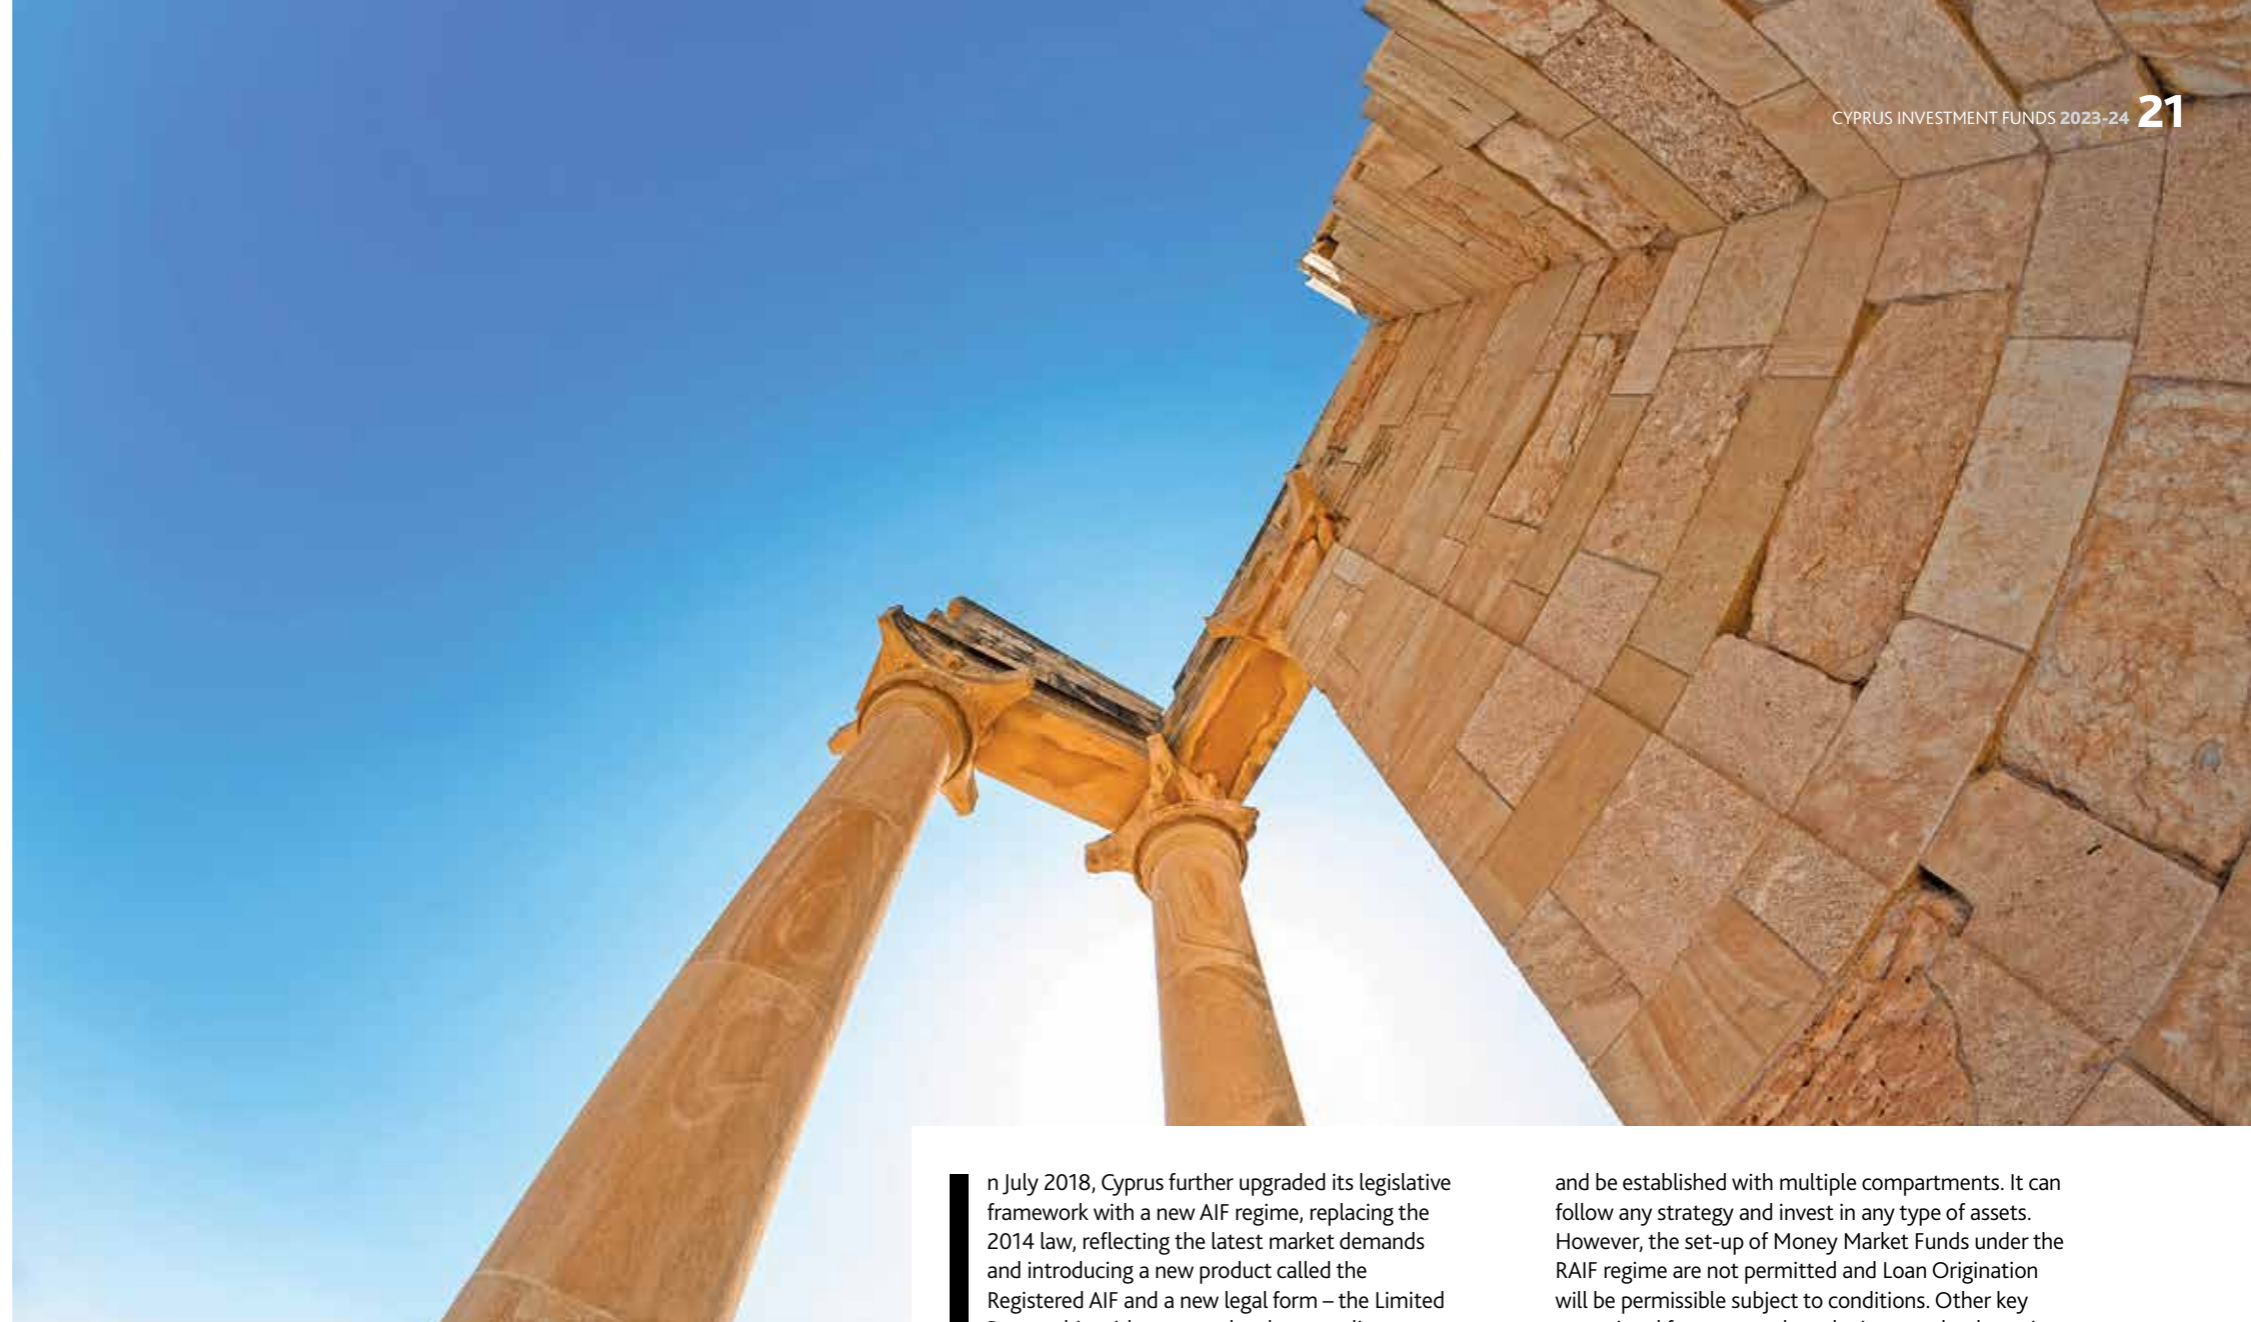 CYPRUS INVESTMENT FUNDS 2023-24 21
In July 2018, Cyprus further upgraded its legislative
framework with a new AIF regime, replacing the
2014 law, reflecting the latest market demands
and introducing a new product called the
Registered AIF and a new legal form – the Limited
and be established with multiple compartments. It can
follow any strategy and invest in any type of assets.
However, the set-up of Money Market Funds under the
RAIF regime are not permitted and Loan Origination
will be permissible subject to conditions. Other key